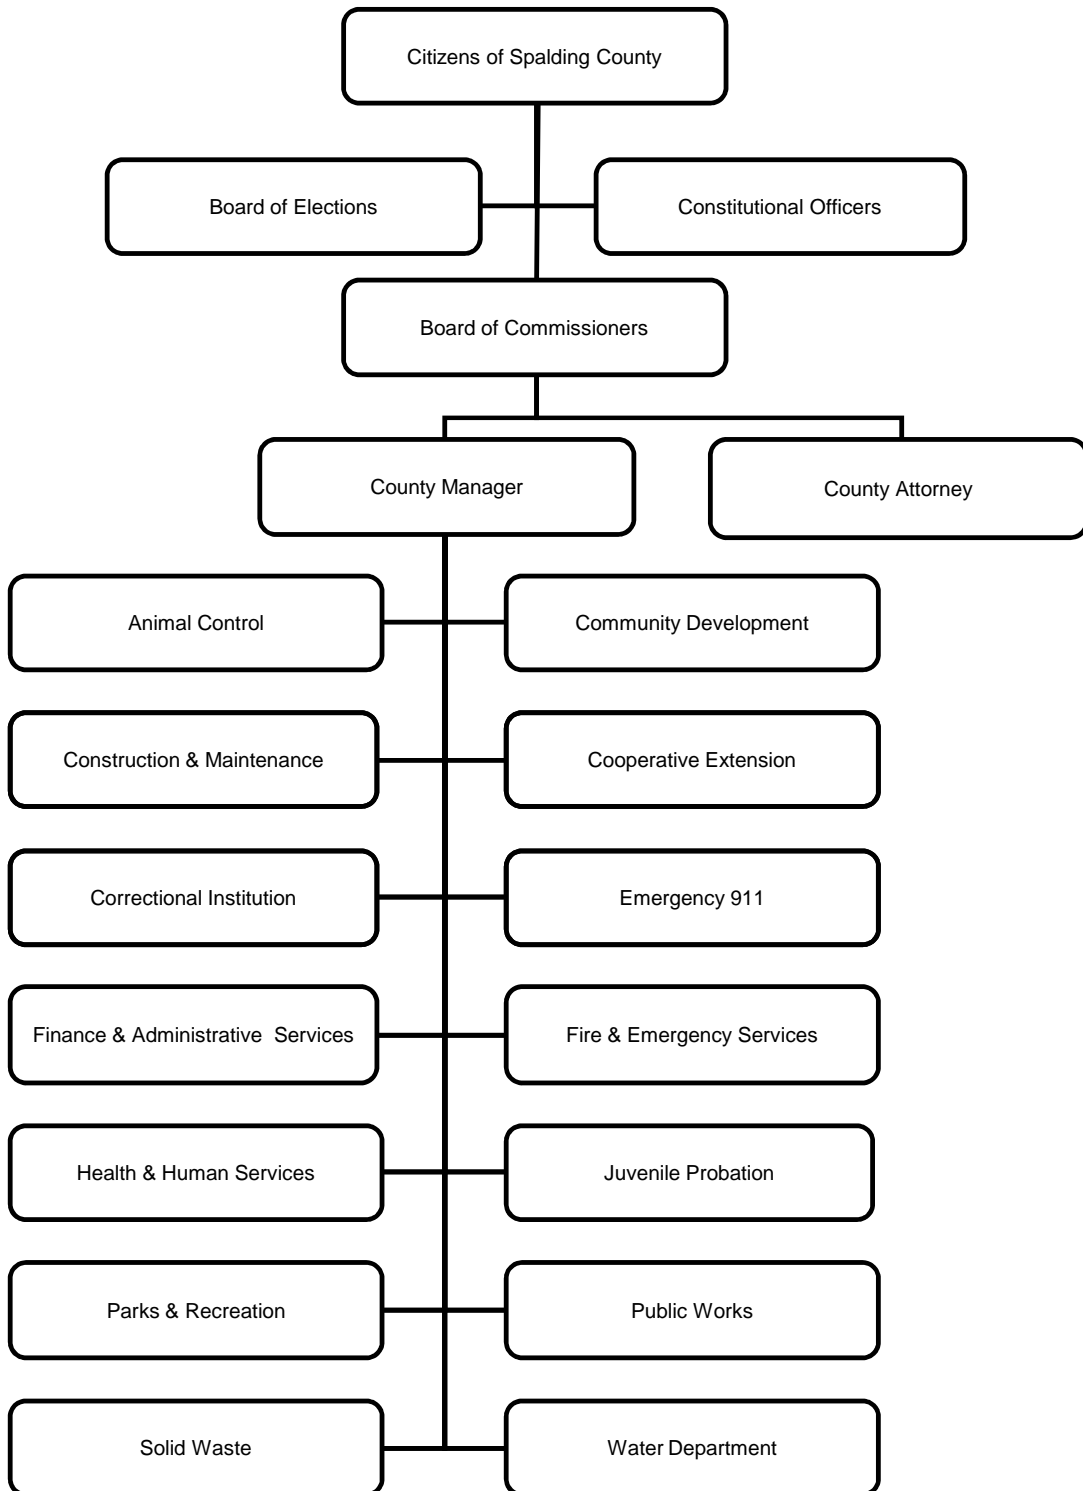 Citizens of Spalding County
Board of Elections
Constitutional Officers
Board of Commissioners
County Manager
County Attorney
Animal Control
Community Development
Construction & Maintenance
Cooperative Extension
Correctional Institution
Emergency 911
Finance & Administrative  Services
Fire & Emergency Services
Health & Human Services
Juvenile Probation
Parks & Recreation
Public Works
Solid Waste
Water Department